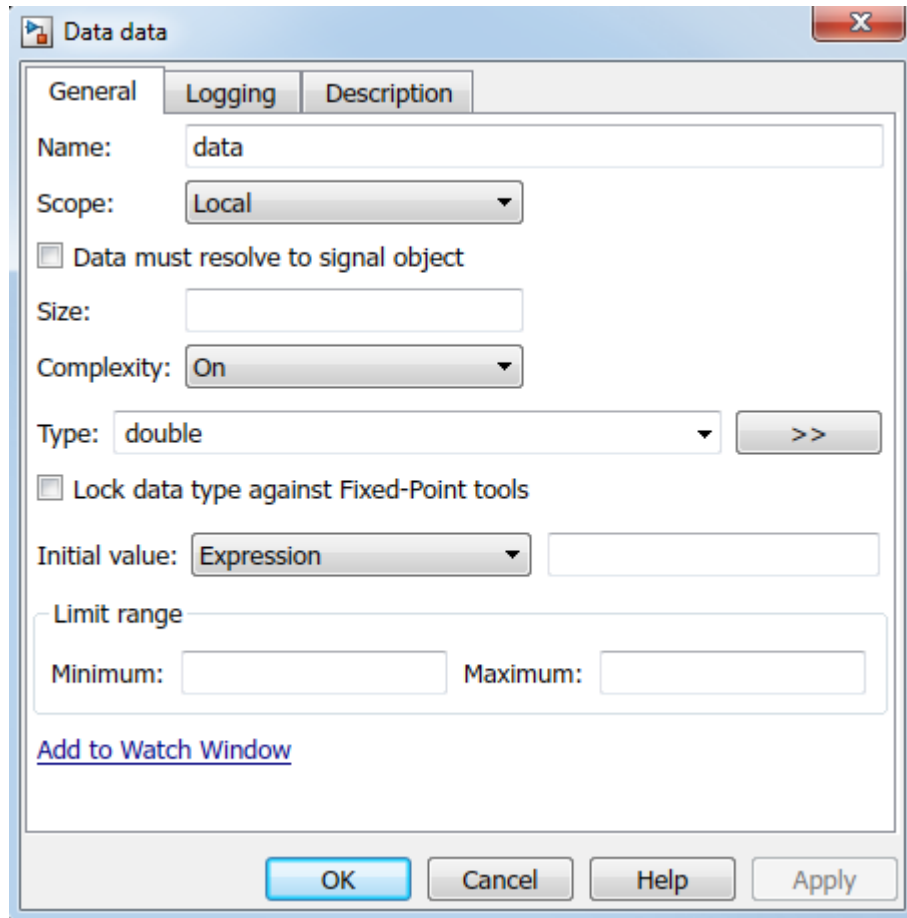 Data data
General Logging Description
Name: data
Scope: Local
Data must resolve to signal object
Size:
Complexity: On
Type: double >>
Lock data type against Fixed-Point tools
Initial value: Expression
Limit range
Minimum: Maximum:
Add to Watch Window
OK Cancel Help Apply